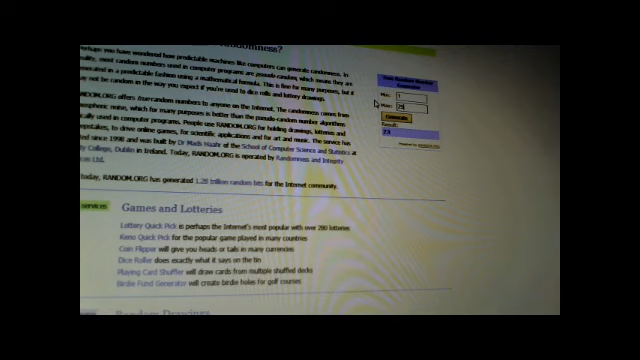 randomness?
perhaps you have wondered how predictable machines like computers can generate randomness. In
reality, most random numbers used in computer programs are pseudo-random, which means they are
generated in a predictable fashion using a mathematical formula. This is fine for many purposes, but it
may not be random in the way you expect if you're used to dice rolls and lottery drawings.
RANDOM.ORG offers true random numbers to anyone on the Internet. The randomness comes from
atmospheric noise, which for many purposes is better than the pseudo-random number algorithms
typically used in computer programs. People use RANDOM.ORG for holding drawings, lotteries and
sweepstakes, to drive online games, for scientific applications and for art and music. The service has
existed since 1998 and was built by Dr Mads Haahr of the School of Computer Science and Statistics at
Trinity College, Dublin in Ireland. Today, RANDOM.ORG is operated by Randomness and Integrity
Services Ltd.
today, RANDOM.ORG has generated 1.28 trillion random bits for the Internet community.
True Random Number
Generator
Min: 1
Max: 25
Generate
Result:
73
Powered by RANDOM.ORG
services
Games and Lotteries
Lottery Quick Pick is perhaps the Internet's most popular with over 280 lotteries
Keno Quick Pick for the popular game played in many countries
Coin Flipper will give you heads or tails in many currencies
Dice Roller does exactly what it says on the tin
Playing Card Shuffler will draw cards from multiple shuffled decks
Birdie Fund Generator will create birdie holes for golf courses
Random Drawings